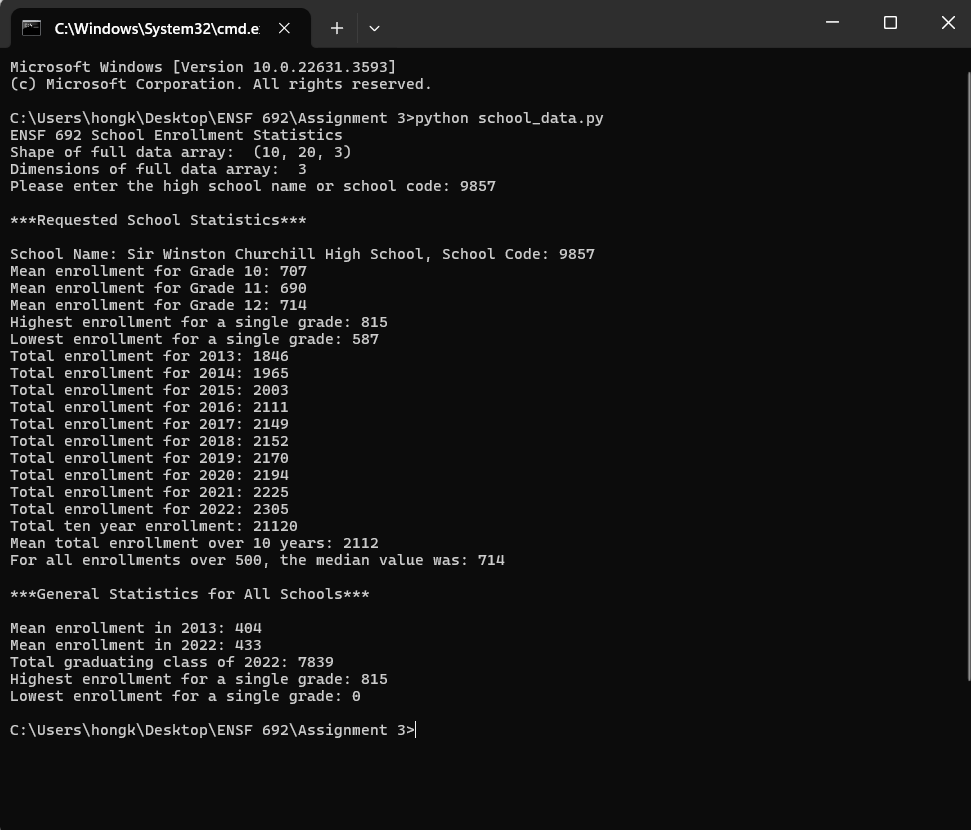 C:\Windows\System32\cmd.e
Microsoft Windows [Version 10.0.22631.3593]
(c) Microsoft Corporation. All rights reserved.
C:\Users\hongk\Desktop\ENSF 692\Assignment 3>python school_data.py
ENSF 692 School Enrollment Statistics
Shape of full data array:  (10, 20, 3)
Dimensions of full data array:  3
Please enter the high school name or school code: 9857
***Requested School Statistics***
School Name: Sir Winston Churchill High School, School Code: 9857
Mean enrollment for Grade 10: 707
Mean enrollment for Grade 11: 690
Mean enrollment for Grade 12: 714
Highest enrollment for a single grade: 815
Lowest enrollment for a single grade: 587
Total enrollment for 2013: 1846
Total enrollment for 2014: 1965
Total enrollment for 2015: 2003
Total enrollment for 2016: 2111
Total enrollment for 2017: 2149
Total enrollment for 2018: 2152
Total enrollment for 2019: 2170
Total enrollment for 2020: 2194
Total enrollment for 2021: 2225
Total enrollment for 2022: 2305
Total ten year enrollment: 21120
Mean total enrollment over 10 years: 2112
For all enrollments over 500, the median value was: 714
***General Statistics for All Schools***
Mean enrollment in 2013: 404
Mean enrollment in 2022: 433
Total graduating class of 2022: 7839
Highest enrollment for a single grade: 815
Lowest enrollment for a single grade: 0
C:\Users\hongk\Desktop\ENSF 692\Assignment 3>